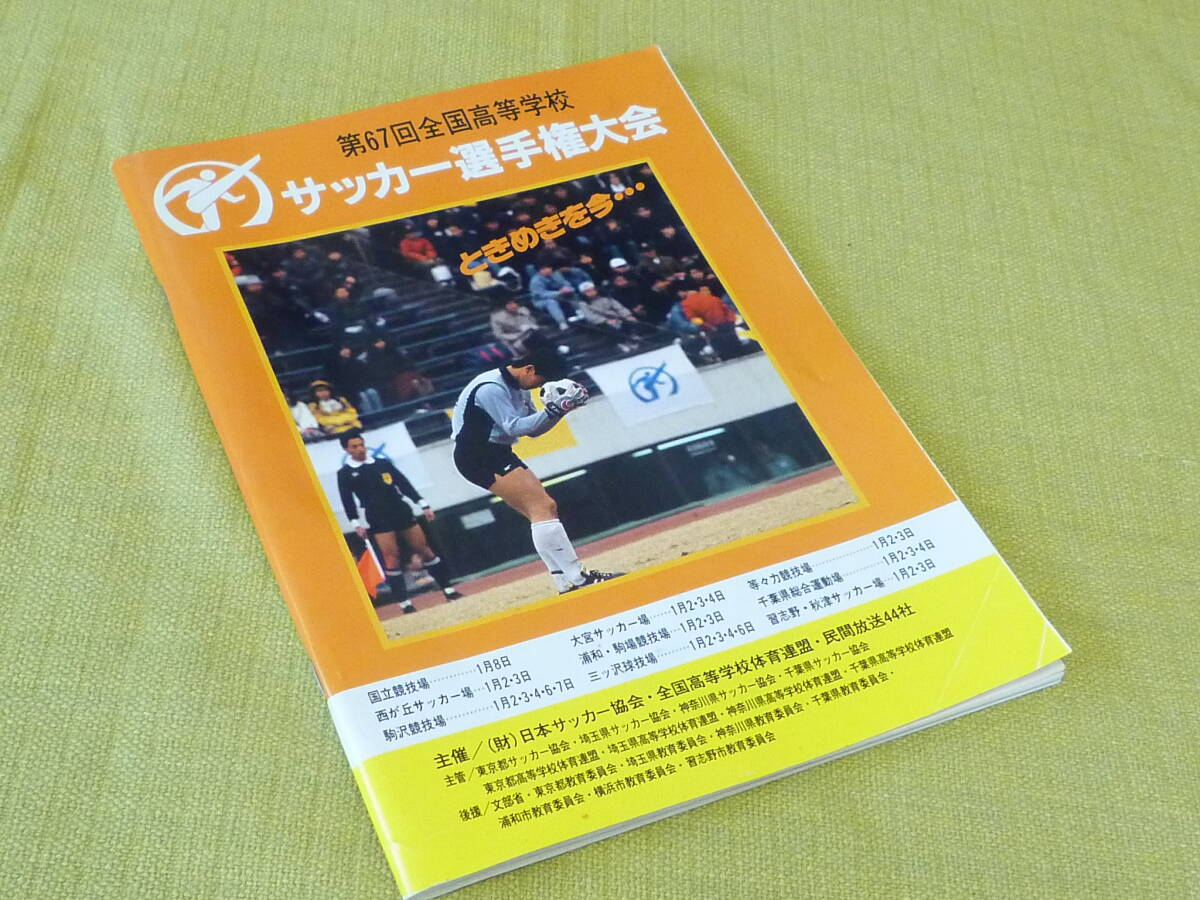 第67回全国高等学校
サッカー選手権大会
ときめきを今…
国立競技場…………1月8日
西が丘サッカー場…1月2・3日
駒沢競技場…………1月2・3・4・6・7日
大宮サッカー場……1月2・3・4日
浦和・駒場競技場…1月2・3日
三ッ沢球技場………1月2・3・4・6日
等々力競技場…………1月2・3日
千葉県総合運動場……1月2・3・4日
習志野・秋津サッカー場…1月2・3日
主催/(財)日本サッカー協会・全国高等学校体育連盟・民間放送44社
主管/東京都サッカー協会・埼玉県サッカー協会・神奈川県サッカー協会・千葉県サッカー協会
東京都高等学校体育連盟・埼玉県高等学校体育連盟・神奈川県高等学校体育連盟・千葉県高等学校体育連盟
後援/文部省・東京都教育委員会・埼玉県教育委員会・神奈川県教育委員会・千葉県教育委員会・
浦和市教育委員会・横浜市教育委員会・習志野市教育委員会